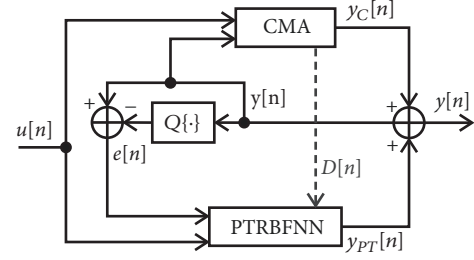 y_C[n]
CMA
+
−
y[n]
Q{·}
+
y[n]
u[n]
e[n]
+
D[n]
PTRBFNN
y_PT[n]